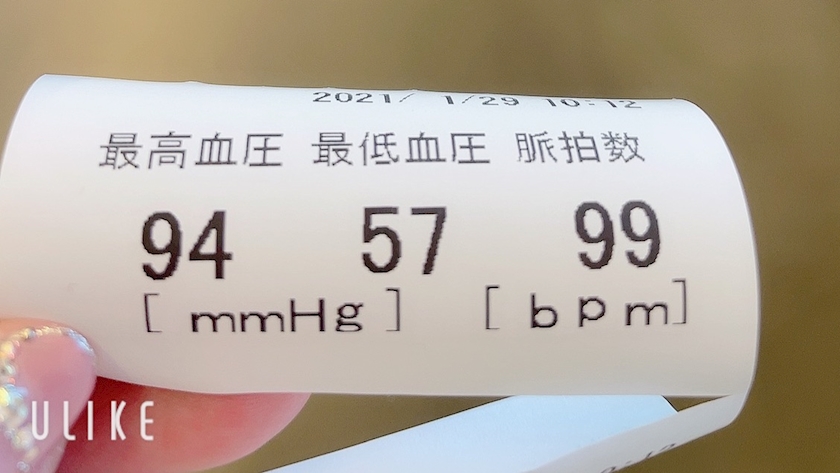 2021/ 1/29 10:12
最高血圧 最低血圧 脈拍数
94 57 99
[ mmHg ] [ bpm]
ULIKE